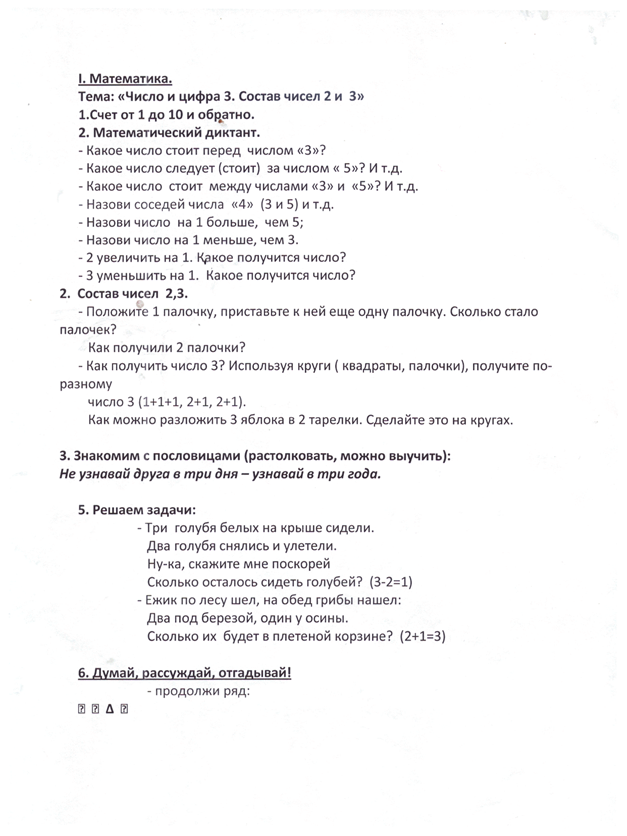 I. Математика.
Тема: «Число и цифра 3. Состав чисел 2 и 3»
1.Счет от 1 до 10 и обратно.
2. Математический диктант.
- Какое число стоит перед числом «3»?
- Какое число следует (стоит) за числом « 5»? И т.д.
- Какое число стоит между числами «3» и «5»? И т.д.
- Назови соседей числа «4» (3 и 5) и т.д.
- Назови число на 1 больше, чем 5;
- Назови число на 1 меньше, чем 3.
- 2 увеличить на 1. Какое получится число?
- 3 уменьшить на 1. Какое получится число?
2. Состав чисел 2,3.
- Положите 1 палочку, приставьте к ней еще одну палочку. Сколько стало
палочек?
Как получили 2 палочки?
- Как получить число 3? Используя круги ( квадраты, палочки), получите по-
разному
число 3 (1+1+1, 2+1, 2+1).
Как можно разложить 3 яблока в 2 тарелки. Сделайте это на кругах.
3. Знакомим с пословицами (растолковать, можно выучить):
Не узнавай друга в три дня – узнавай в три года.
5. Решаем задачи:
- Три голубя белых на крыше сидели.
Два голубя снялись и улетели.
Ну-ка, скажите мне поскорей
Сколько осталось сидеть голубей? (3-2=1)
- Ежик по лесу шел, на обед грибы нашел:
Два под березой, один у осины.
Сколько их будет в плетеной корзине? (2+1=3)
6. Думай, рассуждай, отгадывай!
- продолжи ряд:
⍰ ⍰ Δ ⍰